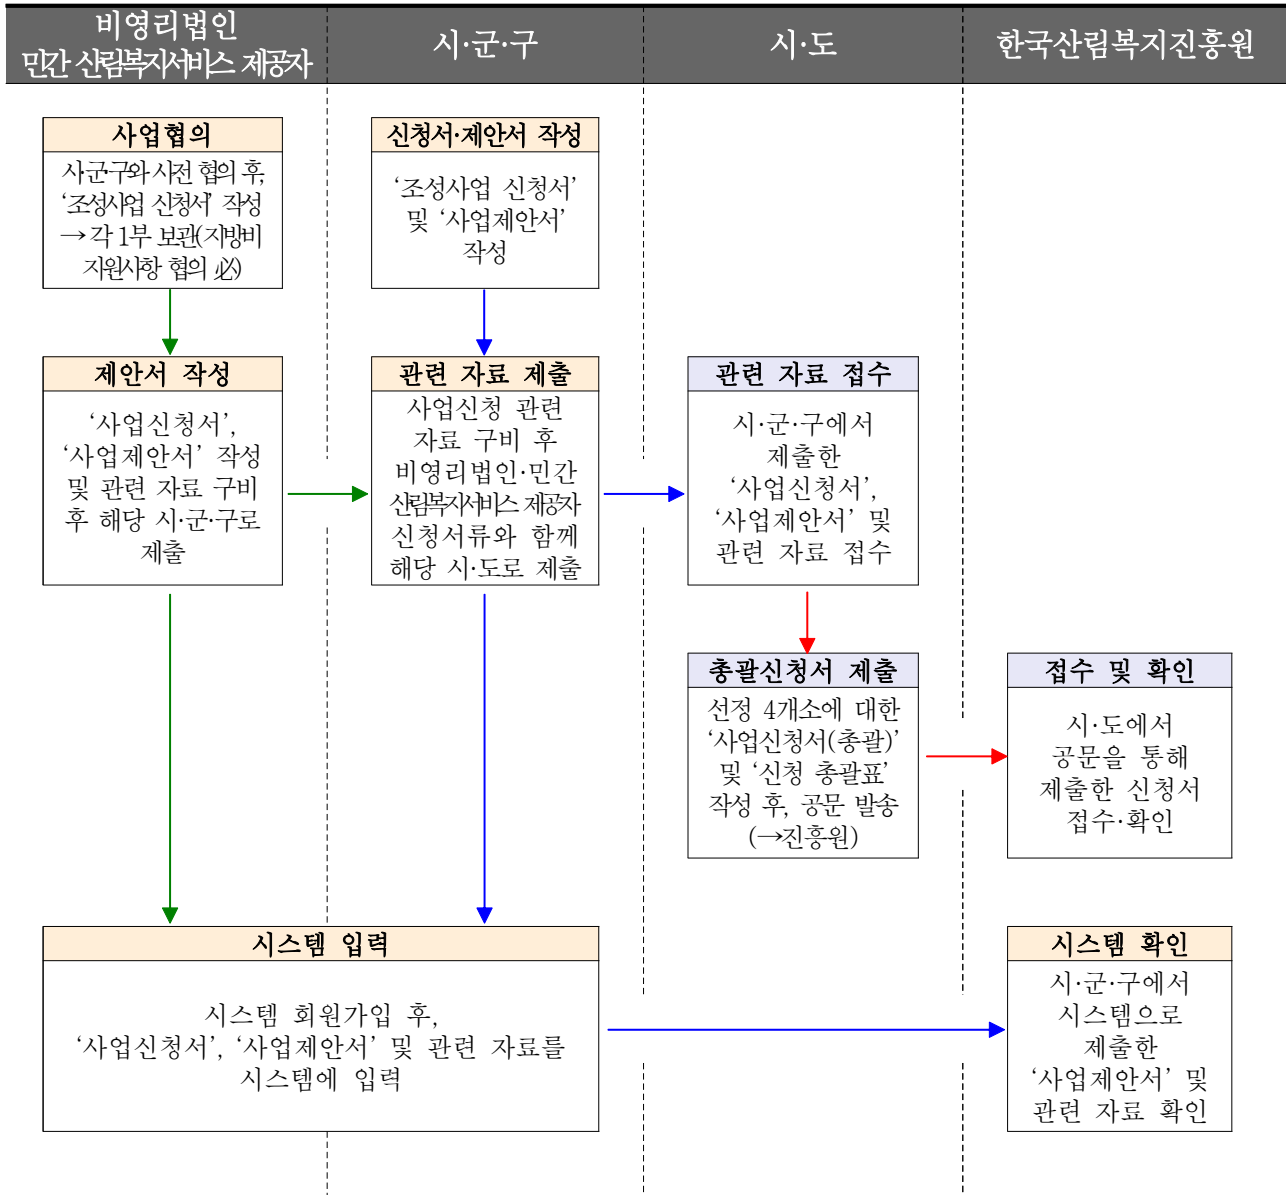 비영리법인
민간 산림복지서비스 제공자
시·군·구
시·도
한국산림복지진흥원
사업협의
시·군·구와 사전 협의 후,
‘조성사업 신청서’ 작성
→ 각 1부 보관(지방비
지원사항 협의 必)
신청서·제안서 작성
‘조성사업 신청서’
및 ‘사업제안서’
작성
제안서 작성
‘사업신청서’,
‘사업제안서’ 작성
및 관련 자료 구비
후 해당 시·군·구로
제출
관련 자료 제출
사업신청 관련
자료 구비 후
비영리법인·민간
산림복지서비스 제공자
신청서류와 함께
해당 시·도로 제출
관련 자료 접수
시·군·구에서
제출한
‘사업신청서’,
‘사업제안서’ 및
관련 자료 접수
총괄신청서 제출
선정 4개소에 대한
‘사업신청서(총괄)’
및 ‘신청 총괄표’
작성 후, 공문 발송
(→진흥원)
접수 및 확인
시·도에서
공문을 통해
제출한 신청서
접수·확인
시스템 입력
시스템 회원가입 후,
‘사업신청서’, ‘사업제안서’ 및 관련 자료를
시스템에 입력
시스템 확인
시·군·구에서
시스템으로
제출한
‘사업제안서’ 및
관련 자료 확인